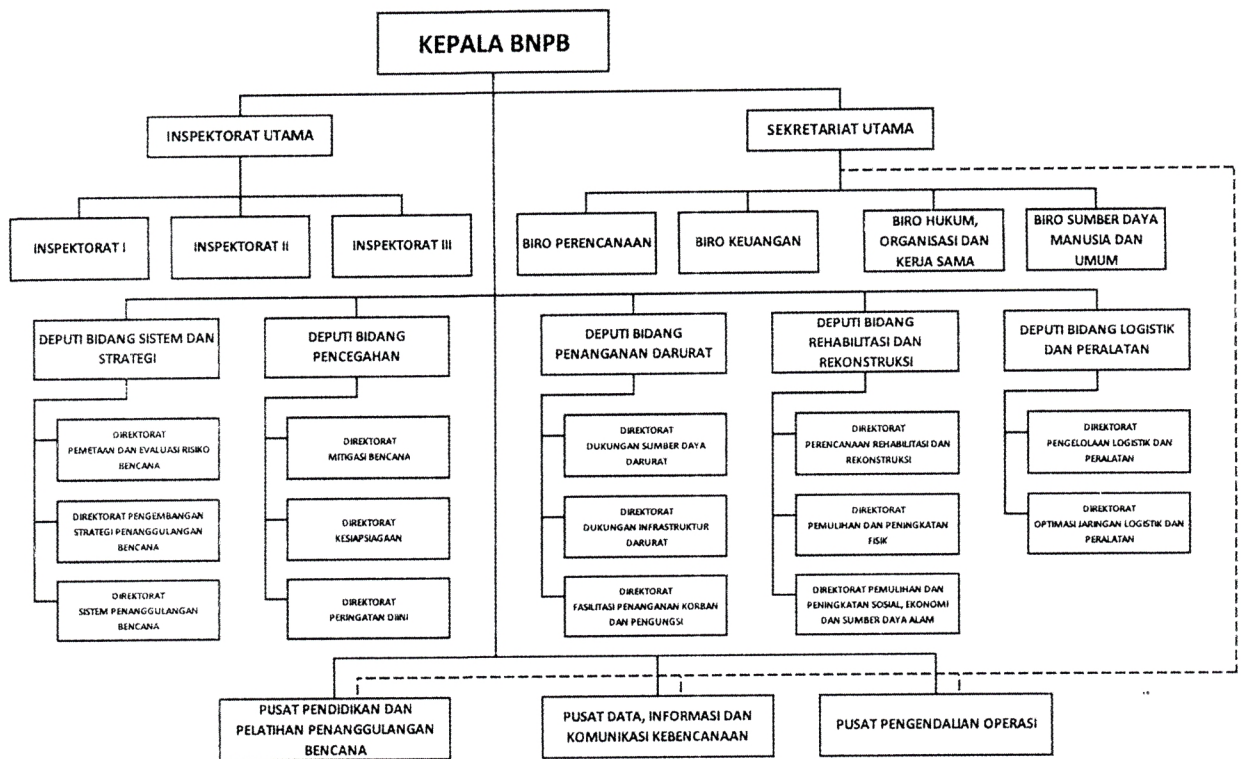 KEPALA BNPB
INSPEKTORAT UTAMA
SEKRETARIAT UTAMA
INSPEKTORAT I
INSPEKTORAT II
INSPEKTORAT III
BIRO PERENCANAAN
BIRO KEUANGAN
BIRO HUKUM,
ORGANISASI DAN
KERJA SAMA
BIRO SUMBER DAYA
MANUSIA DAN
UMUM
DEPUTI BIDANG SISTEM DAN
STRATEGI
DEPUTI BIDANG
PENCEGAHAN
DEPUTI BIDANG
PENANGANAN DARURAT
DEPUTI BIDANG
REHABILITASI DAN
REKONSTRUKSI
DEPUTI BIDANG LOGISTIK
DAN PERALATAN
DIREKTORAT
PEMETAAN DAN EVALUASI RISIKO
BENCANA
DIREKTORAT
MITIGASI BENCANA
DIREKTORAT
DUKUNGAN SUMBER DAYA
DARURAT
DIREKTORAT
PERENCANAAN REHABILITASI DAN
REKONSTRUKSI
DIREKTORAT
PENGELOLAAN LOGISTIK DAN
PERALATAN
DIREKTORAT PENGEMBANGAN
STRATEGI PENANGGULANGAN
BENCANA
DIREKTORAT
KESIAPSIAGAAN
DIREKTORAT
DUKUNGAN INFRASTRUKTUR
DARURAT
DIREKTORAT
PEMULIHAN DAN PENINGKATAN
FISIK
DIREKTORAT
OPTIMASI JARINGAN LOGISTIK DAN
PERALATAN
DIREKTORAT
SISTEM PENANGGULANGAN
BENCANA
DIREKTORAT
PERINGATAN DIINI
DIREKTORAT
FASILITASI PENANGANAN KORBAN
DAN PENGUNGSI
DIREKTORAT PEMULIHAN DAN
PENINGKATAN SOSIAL, EKONOMI
DAN SUMBER DAYA ALAM
PUSAT PENDIDIKAN DAN
PELATIHAN PENANGGULANGAN
BENCANA
PUSAT DATA, INFORMASI DAN
KOMUNIKASI KEBENCANAAN
PUSAT PENGENDALIAN OPERASI